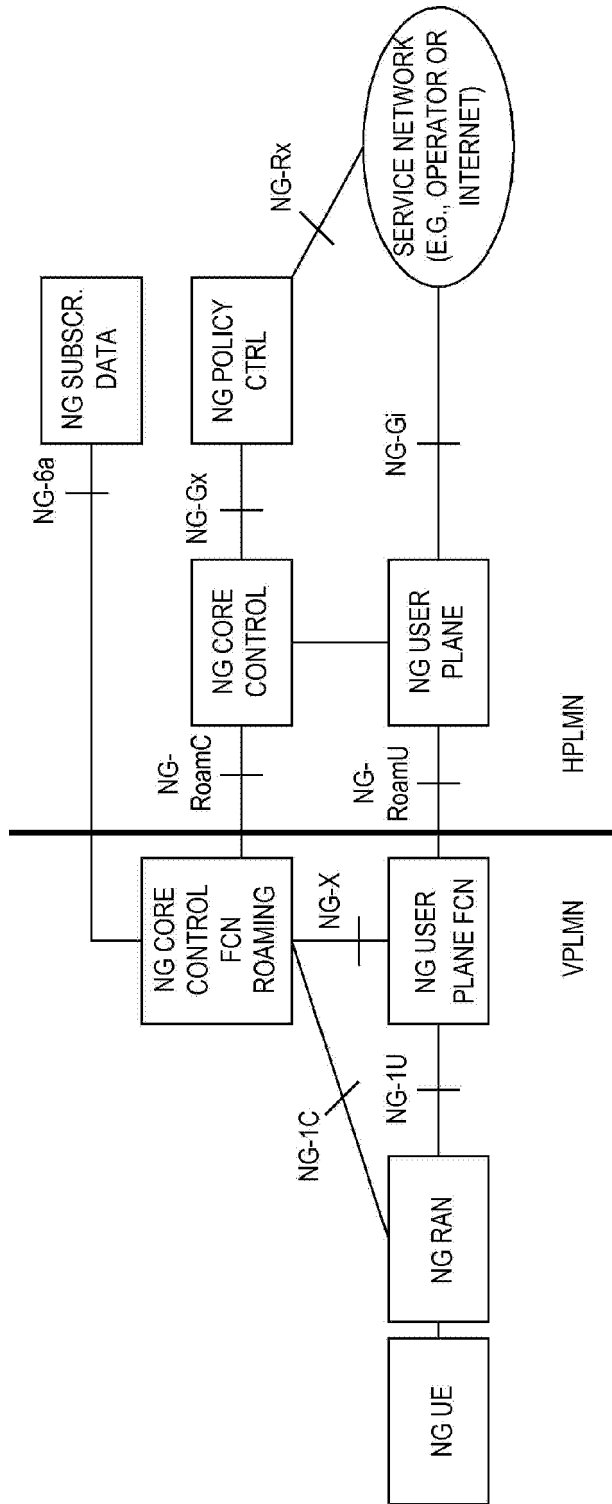 NG UE
NG RAN
NG-1C
NG-1U
NG CORE
CONTROL
FCN
ROAMING
NG-X
NG USER
PLANE FCN
VPLMN
NG-6a
NG-
RoamC
NG-
RoamU
HPLMN
NG CORE
CONTROL
NG USER
PLANE
NG-Gx
NG-Gi
NG SUBSCR.
DATA
NG POLICY
CTRL
NG-Rx
SERVICE NETWORK
(E.G., OPERATOR OR
INTERNET)